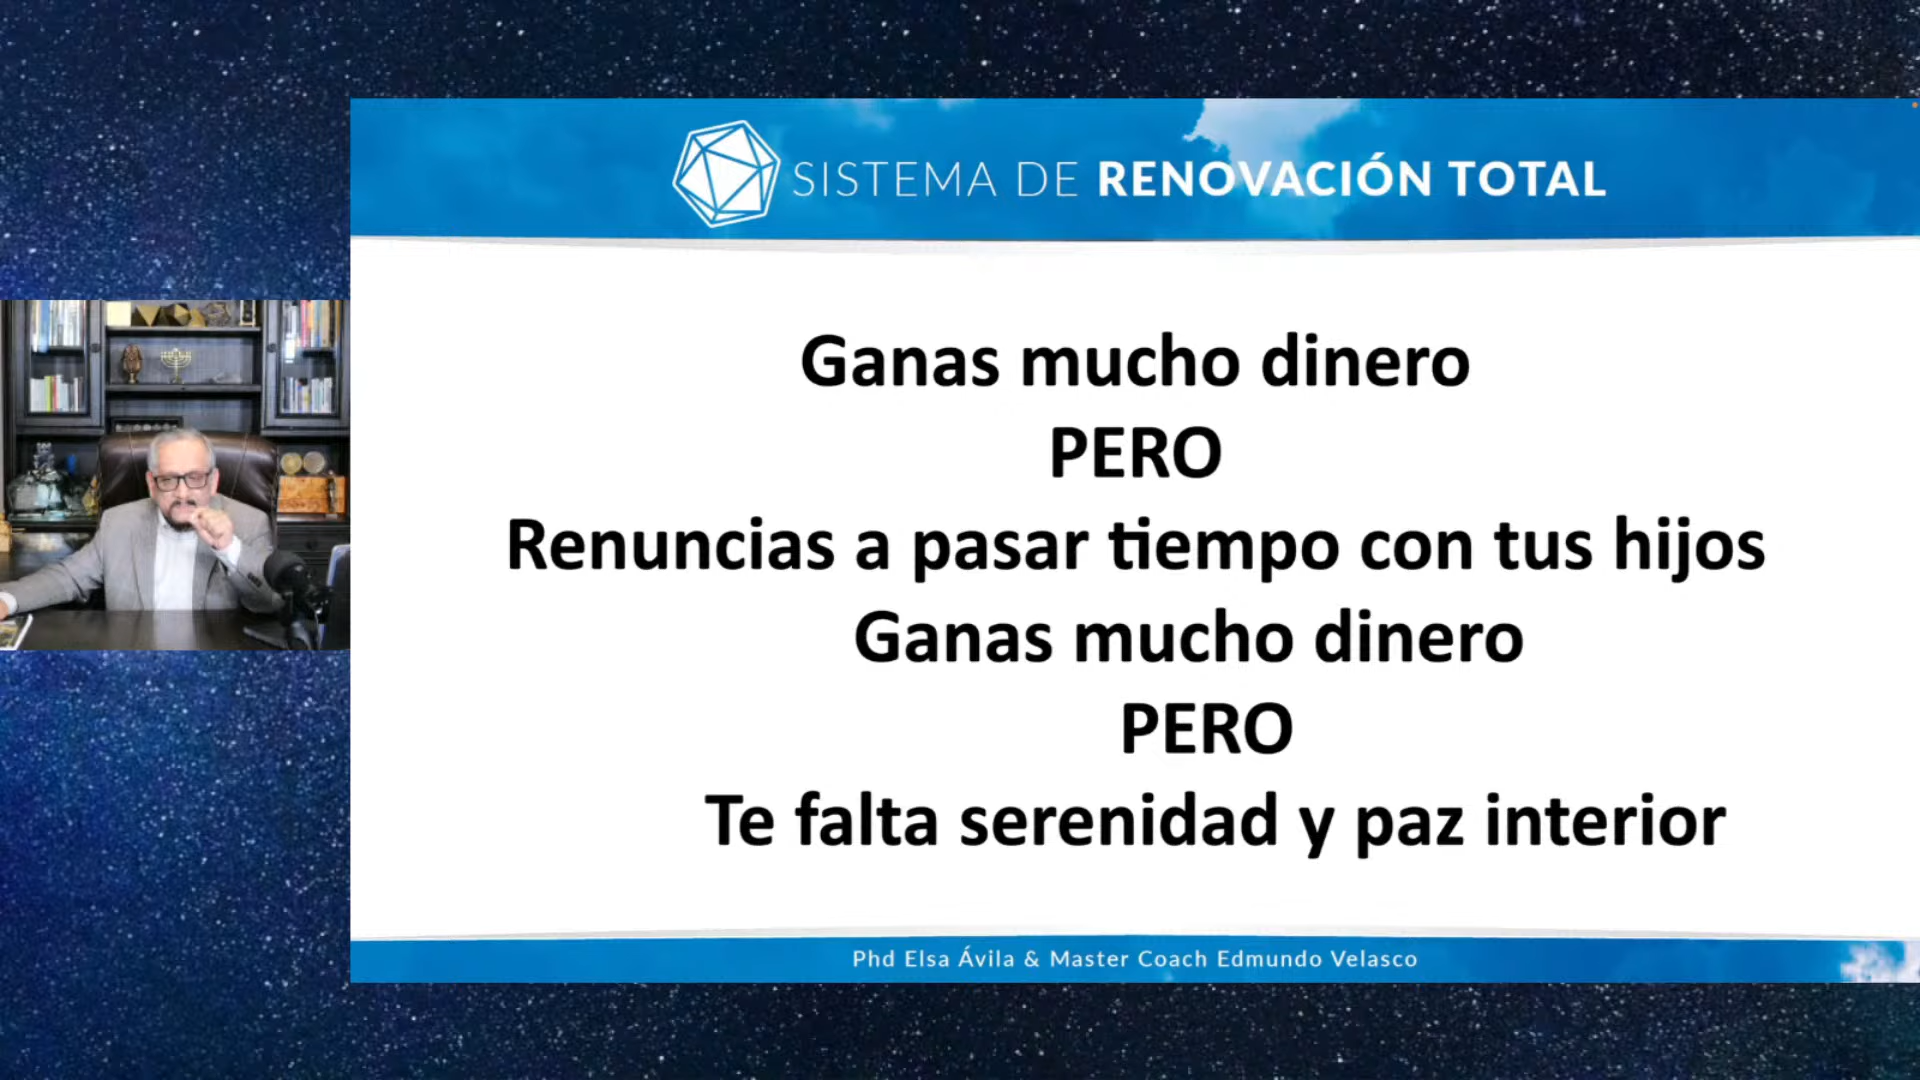 SISTEMA DE RENOVACIÓN TOTAL
Ganas mucho dinero
PERO
Renuncias a pasar tiempo con tus hijos
Ganas mucho dinero
PERO
Te falta serenidad y paz interior
Phd Elsa Ávila & Master Coach Edmundo Velasco